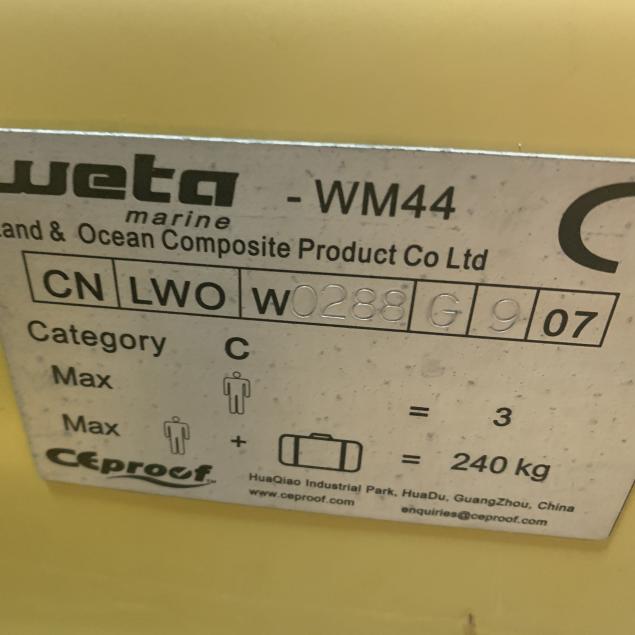 weta - WM44
marine
and & Ocean Composite Product Co Ltd
CN LWO W0288 G 9 07
Category C
Max = 3
Max + = 240 kg
CEproof™
HuaQiao Industrial Park, HuaDu, GuangZhou, China
www.ceproof.com enquiries@ceproof.com